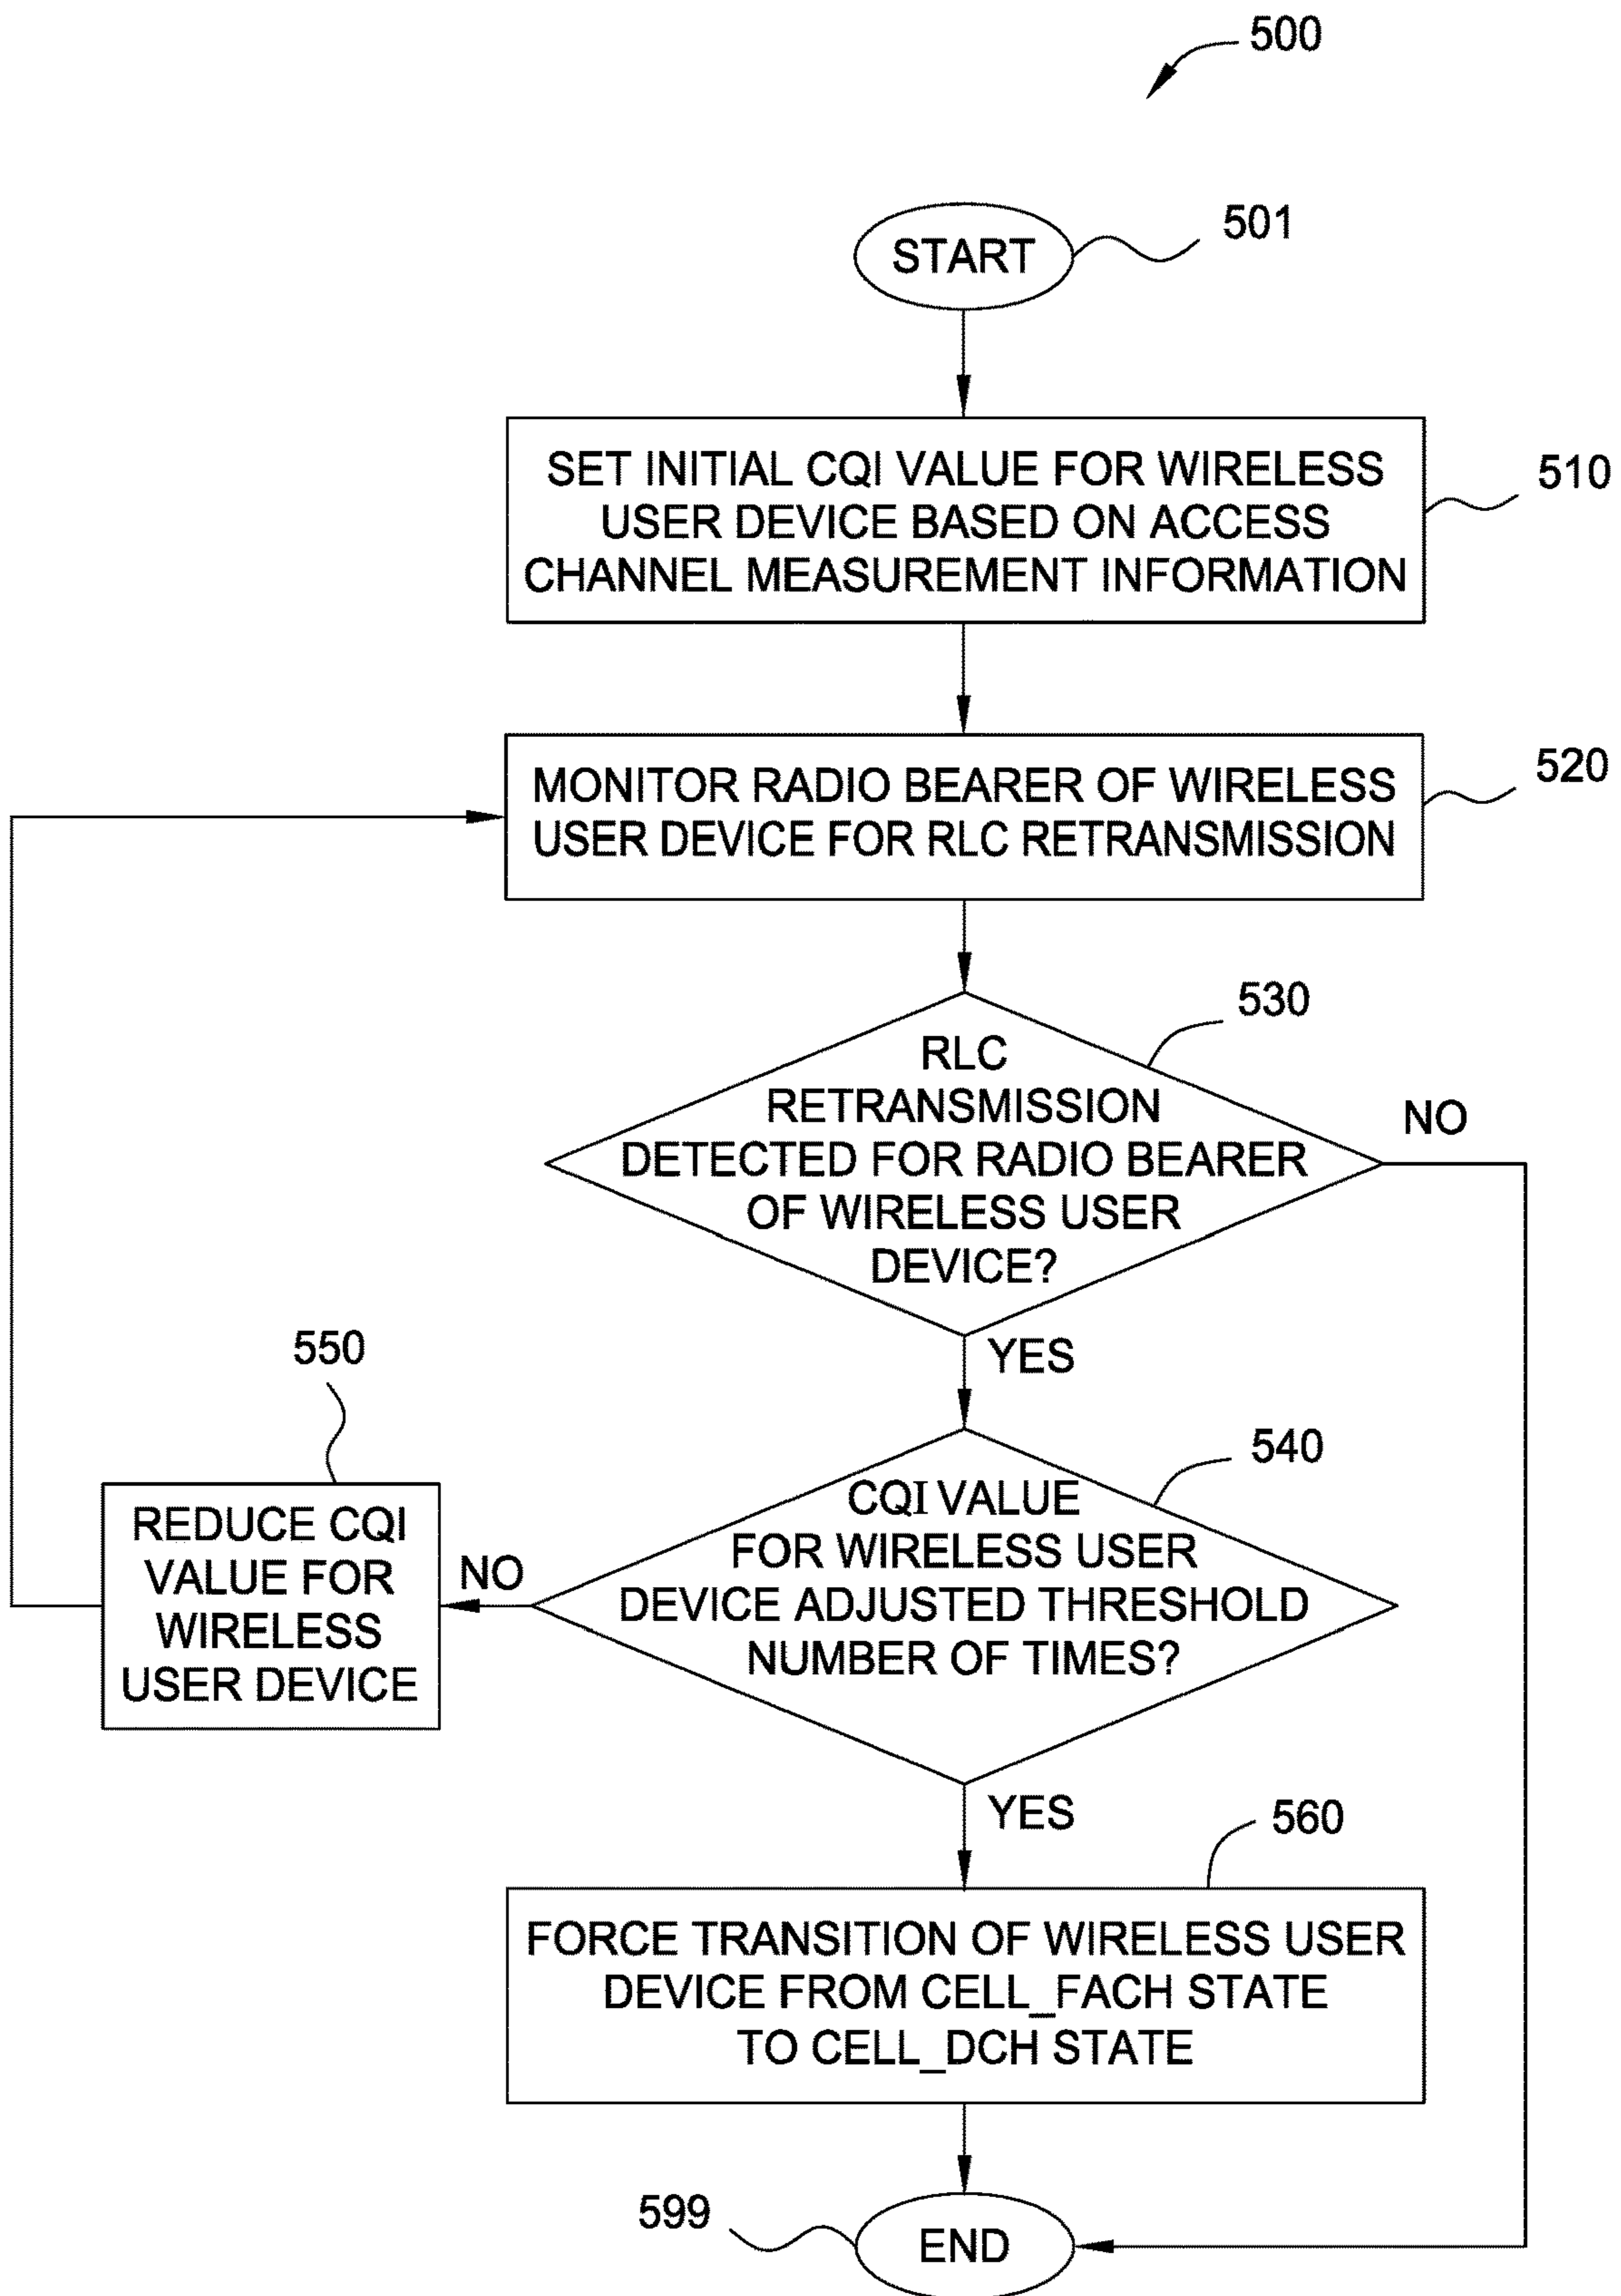 500
START
501
SET INITIAL CQI VALUE FOR WIRELESS
USER DEVICE BASED ON ACCESS
CHANNEL MEASUREMENT INFORMATION
510
MONITOR RADIO BEARER OF WIRELESS
USER DEVICE FOR RLC RETRANSMISSION
520
530
RLC
RETRANSMISSION
DETECTED FOR RADIO BEARER
OF WIRELESS USER
DEVICE?
NO
YES
540
CQI VALUE
FOR WIRELESS USER
DEVICE ADJUSTED THRESHOLD
NUMBER OF TIMES?
NO
550
REDUCE CQI
VALUE FOR
WIRELESS
USER DEVICE
YES
560
FORCE TRANSITION OF WIRELESS USER
DEVICE FROM CELL_FACH STATE
TO CELL_DCH STATE
599
END